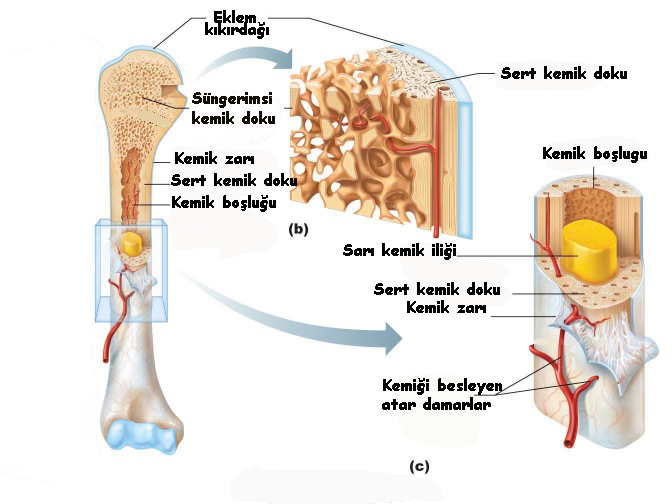 Eklem
kıkırdağı
Sert kemik doku
Süngerimsi
kemik doku
Kemik zarı
Sert kemik doku
Kemik boşluğu
(b)
Kemik boşlugu
Sarı kemik iliği
Sert kemik doku
Kemik zarı
Kemiği besleyen
atar damarlar
(c)